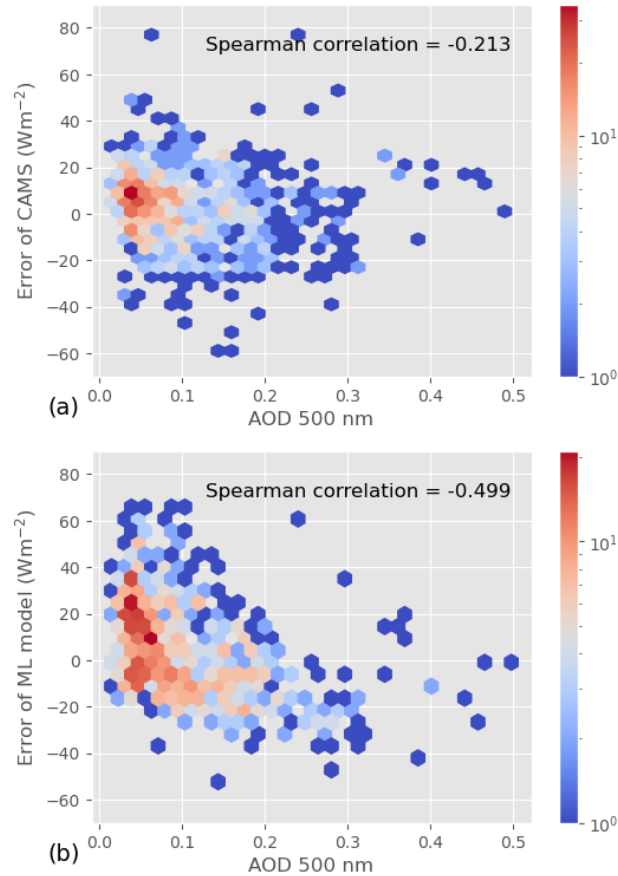 Spearman correlation = -0.213
Error of CAMS (Wm⁻²)
80
60
40
20
0
−20
−40
−60
0.0 0.1 0.2 0.3 0.4 0.5
AOD 500 nm
(a)
10¹
10⁰
Spearman correlation = -0.499
Error of ML model (Wm⁻²)
80
60
40
20
0
−20
−40
−60
0.0 0.1 0.2 0.3 0.4 0.5
AOD 500 nm
(b)
10¹
10⁰